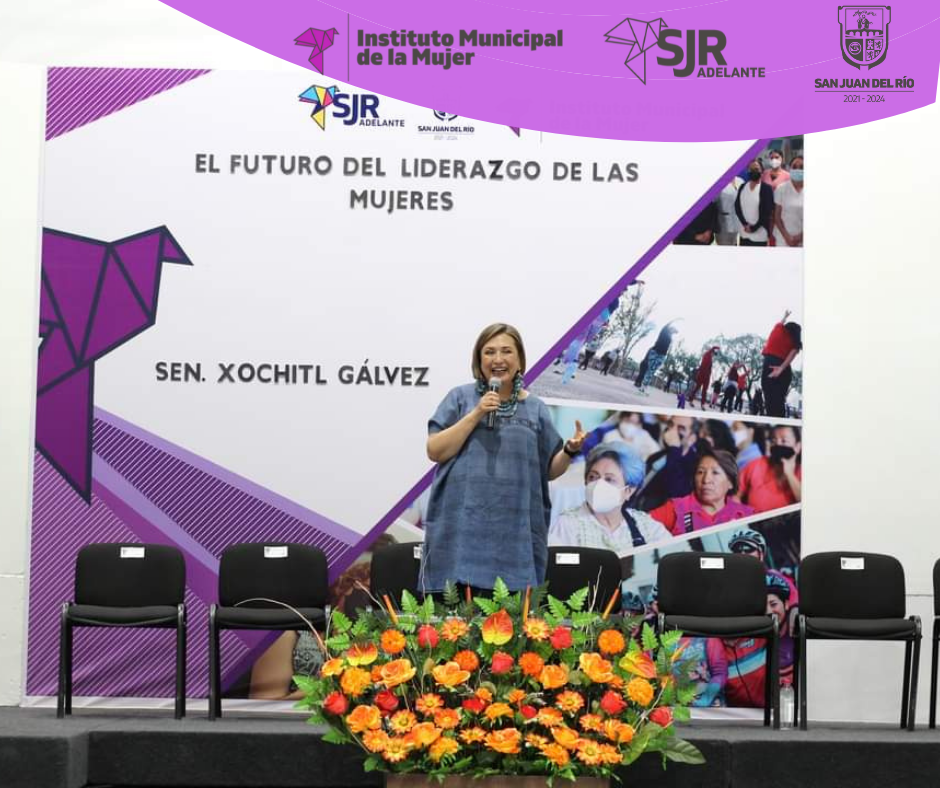 Instituto Municipal
de la Mujer
SJR
ADELANTE
SAN JUAN DEL RÍO
2021 - 2024
SJR
ADELANTE
SAN JUAN DEL RÍO
EL FUTURO DEL LIDERAZGO DE LAS
MUJERES
SEN. XOCHITL GÁLVEZ